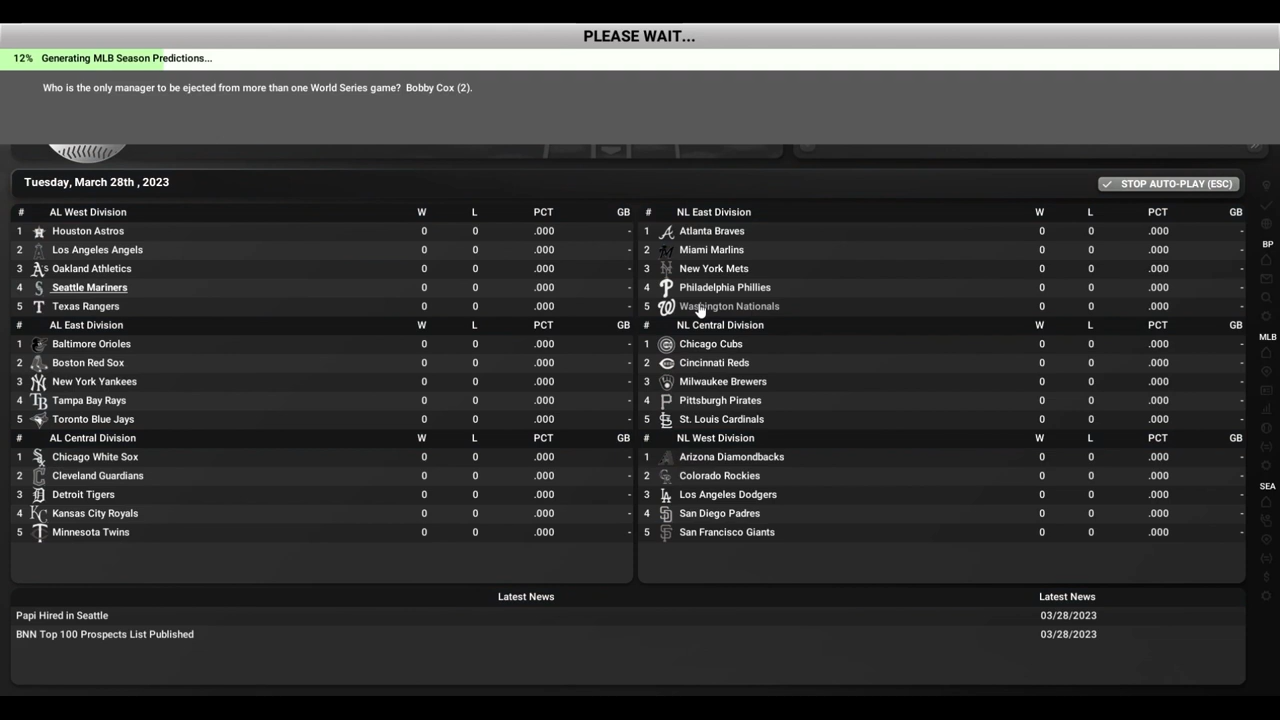 PLEASE WAIT...
12% Generating MLB Season Predictions...
Who is the only manager to be ejected from more than one World Series game? Bobby Cox (2).
Tuesday, March 28th , 2023
STOP AUTO-PLAY (ESC)
# AL West Division W L PCT GB
1 Houston Astros 0 0 .000 -
2 Los Angeles Angels 0 0 .000 -
3 Oakland Athletics 0 0 .000 -
4 Seattle Mariners 0 0 .000 -
5 Texas Rangers 0 0 .000 -
# AL East Division W L PCT GB
1 Baltimore Orioles 0 0 .000 -
2 Boston Red Sox 0 0 .000 -
3 New York Yankees 0 0 .000 -
4 Tampa Bay Rays 0 0 .000 -
5 Toronto Blue Jays 0 0 .000 -
# AL Central Division W L PCT GB
1 Chicago White Sox 0 0 .000 -
2 Cleveland Guardians 0 0 .000 -
3 Detroit Tigers 0 0 .000 -
4 Kansas City Royals 0 0 .000 -
5 Minnesota Twins 0 0 .000 -
# NL East Division W L PCT GB
1 Atlanta Braves 0 0 .000 -
2 Miami Marlins 0 0 .000 -
3 New York Mets 0 0 .000 -
4 Philadelphia Phillies 0 0 .000 -
5 Washington Nationals 0 0 .000 -
# NL Central Division W L PCT GB
1 Chicago Cubs 0 0 .000 -
2 Cincinnati Reds 0 0 .000 -
3 Milwaukee Brewers 0 0 .000 -
4 Pittsburgh Pirates 0 0 .000 -
5 St. Louis Cardinals 0 0 .000 -
# NL West Division W L PCT GB
1 Arizona Diamondbacks 0 0 .000 -
2 Colorado Rockies 0 0 .000 -
3 Los Angeles Dodgers 0 0 .000 -
4 San Diego Padres 0 0 .000 -
5 San Francisco Giants 0 0 .000 -
BP
MLB
SEA
Latest News Latest News
Papi Hired in Seattle 03/28/2023
BNN Top 100 Prospects List Published 03/28/2023